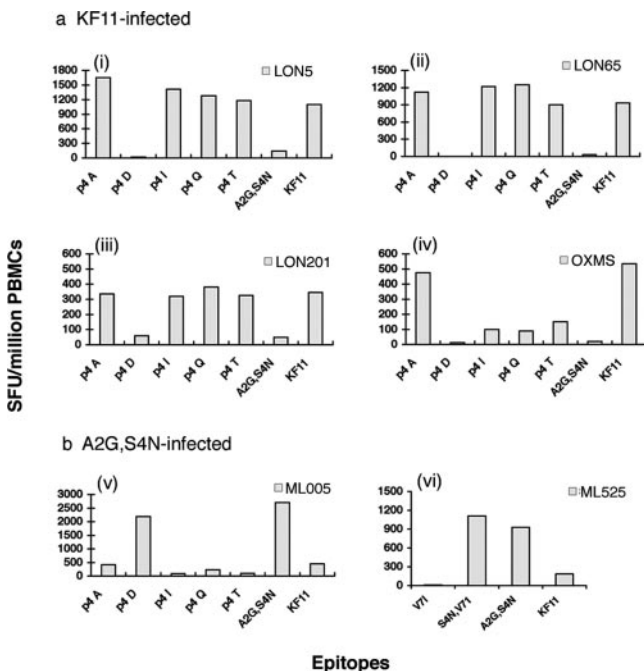 a KF11-infected
(i)
LON5
1800
1500
1200
900
600
300
0
p4 A
p4 D
p4 I
p4 Q
p4 T
A2G,S4N
KF11
(ii)
LON65
1500
1200
900
600
300
0
p4 A
p4 D
p4 I
p4 Q
p4 T
A2G,S4N
KF11
(iii)
LON201
600
500
400
300
200
100
0
p4 A
p4 D
p4 I
p4 Q
p4 T
A2G,S4N
KF11
(iv)
OXMS
600
500
400
300
200
100
0
p4 A
p4 D
p4 I
p4 Q
p4 T
A2G,S4N
KF11
SFU/million PBMCs
b A2G,S4N-infected
(v)
ML005
3000
2500
2000
1500
1000
500
0
p4 A
p4 D
p4 I
p4 Q
p4 T
A2G,S4N
KF11
(vi)
ML525
1500
1200
900
600
300
0
V7I
S4N,V71
A2G,S4N
KF11
Epitopes